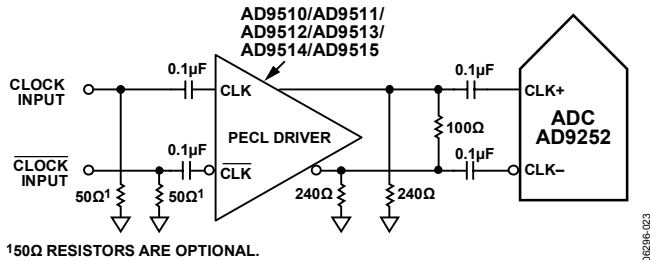 AD9510/AD9511/
AD9512/AD9513/
AD9514/AD9515
0.1µF
0.1µF
CLOCK
INPUT
CLK
CLK+
ADC
AD9252
100Ω
PECL DRIVER
0.1µF
0.1µF
CLOCK
INPUT
CLK
CLK–
50Ω¹
50Ω¹
240Ω
240Ω
¹50Ω RESISTORS ARE OPTIONAL.
06296-023